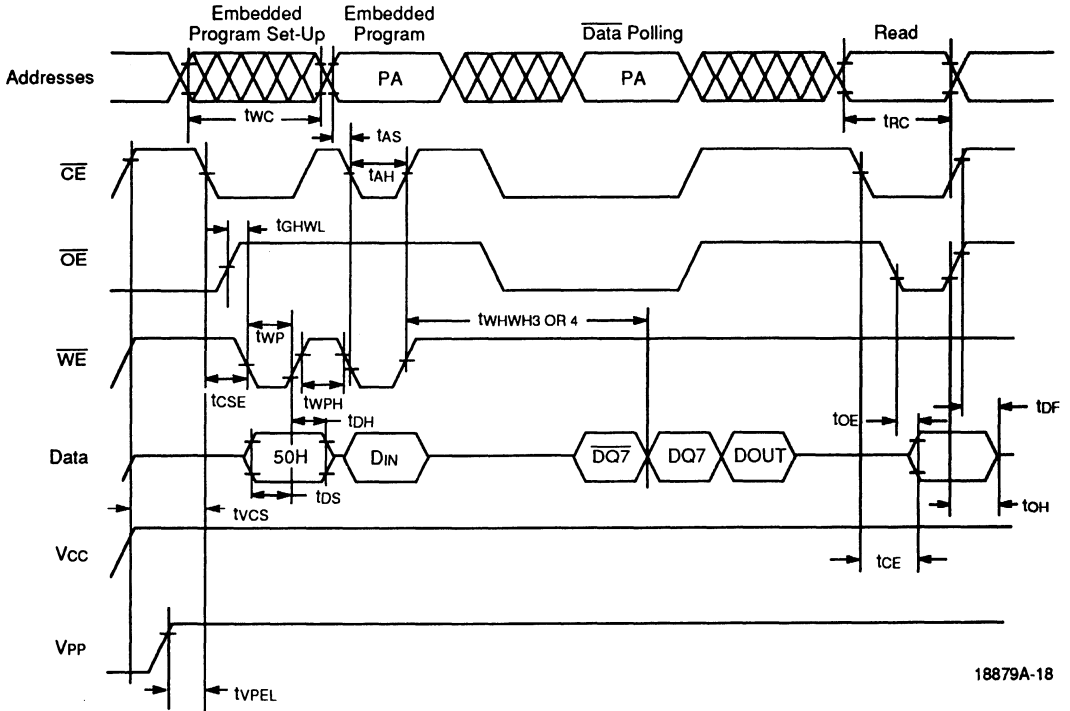 Embedded
Program Set-Up
Embedded
Program
Data Polling
Read
Addresses
PA
PA
tWC
tAS
tRC
CE
tAH
tGHWL
OE
tWHWH3 OR 4
tWP
WE
tCSE
tWPH
tDH
tOE
tDF
Data
50H
DIN
DQ7
DQ7
DOUT
tDS
tVCS
tOH
VCC
tCE
VPP
tVPEL
18879A-18